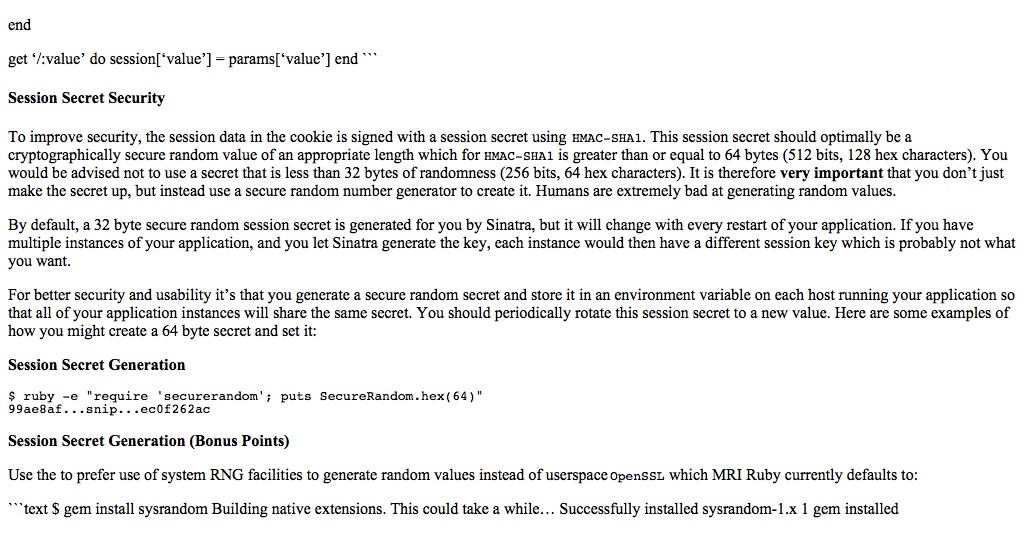 end
get ‘/:value’ do session[‘value’] = params[‘value’] end ```
Session Secret Security
To improve security, the session data in the cookie is signed with a session secret using HMAC-SHA1. This session secret should optimally be a
cryptographically secure random value of an appropriate length which for HMAC-SHA1 is greater than or equal to 64 bytes (512 bits, 128 hex characters). You
would be advised not to use a secret that is less than 32 bytes of randomness (256 bits, 64 hex characters). It is therefore very important that you don’t just
make the secret up, but instead use a secure random number generator to create it. Humans are extremely bad at generating random values.
By default, a 32 byte secure random session secret is generated for you by Sinatra, but it will change with every restart of your application. If you have
multiple instances of your application, and you let Sinatra generate the key, each instance would then have a different session key which is probably not what
you want.
For better security and usability it’s that you generate a secure random secret and store it in an environment variable on each host running your application so
that all of your application instances will share the same secret. You should periodically rotate this session secret to a new value. Here are some examples of
how you might create a 64 byte secret and set it:
Session Secret Generation
$ ruby -e "require 'securerandom'; puts SecureRandom.hex(64)"
99ae8af...snip...ec0f262ac
Session Secret Generation (Bonus Points)
Use the to prefer use of system RNG facilities to generate random values instead of userspace OpenSSL which MRI Ruby currently defaults to:
```text $ gem install sysrandom Building native extensions. This could take a while… Successfully installed sysrandom-1.x 1 gem installed